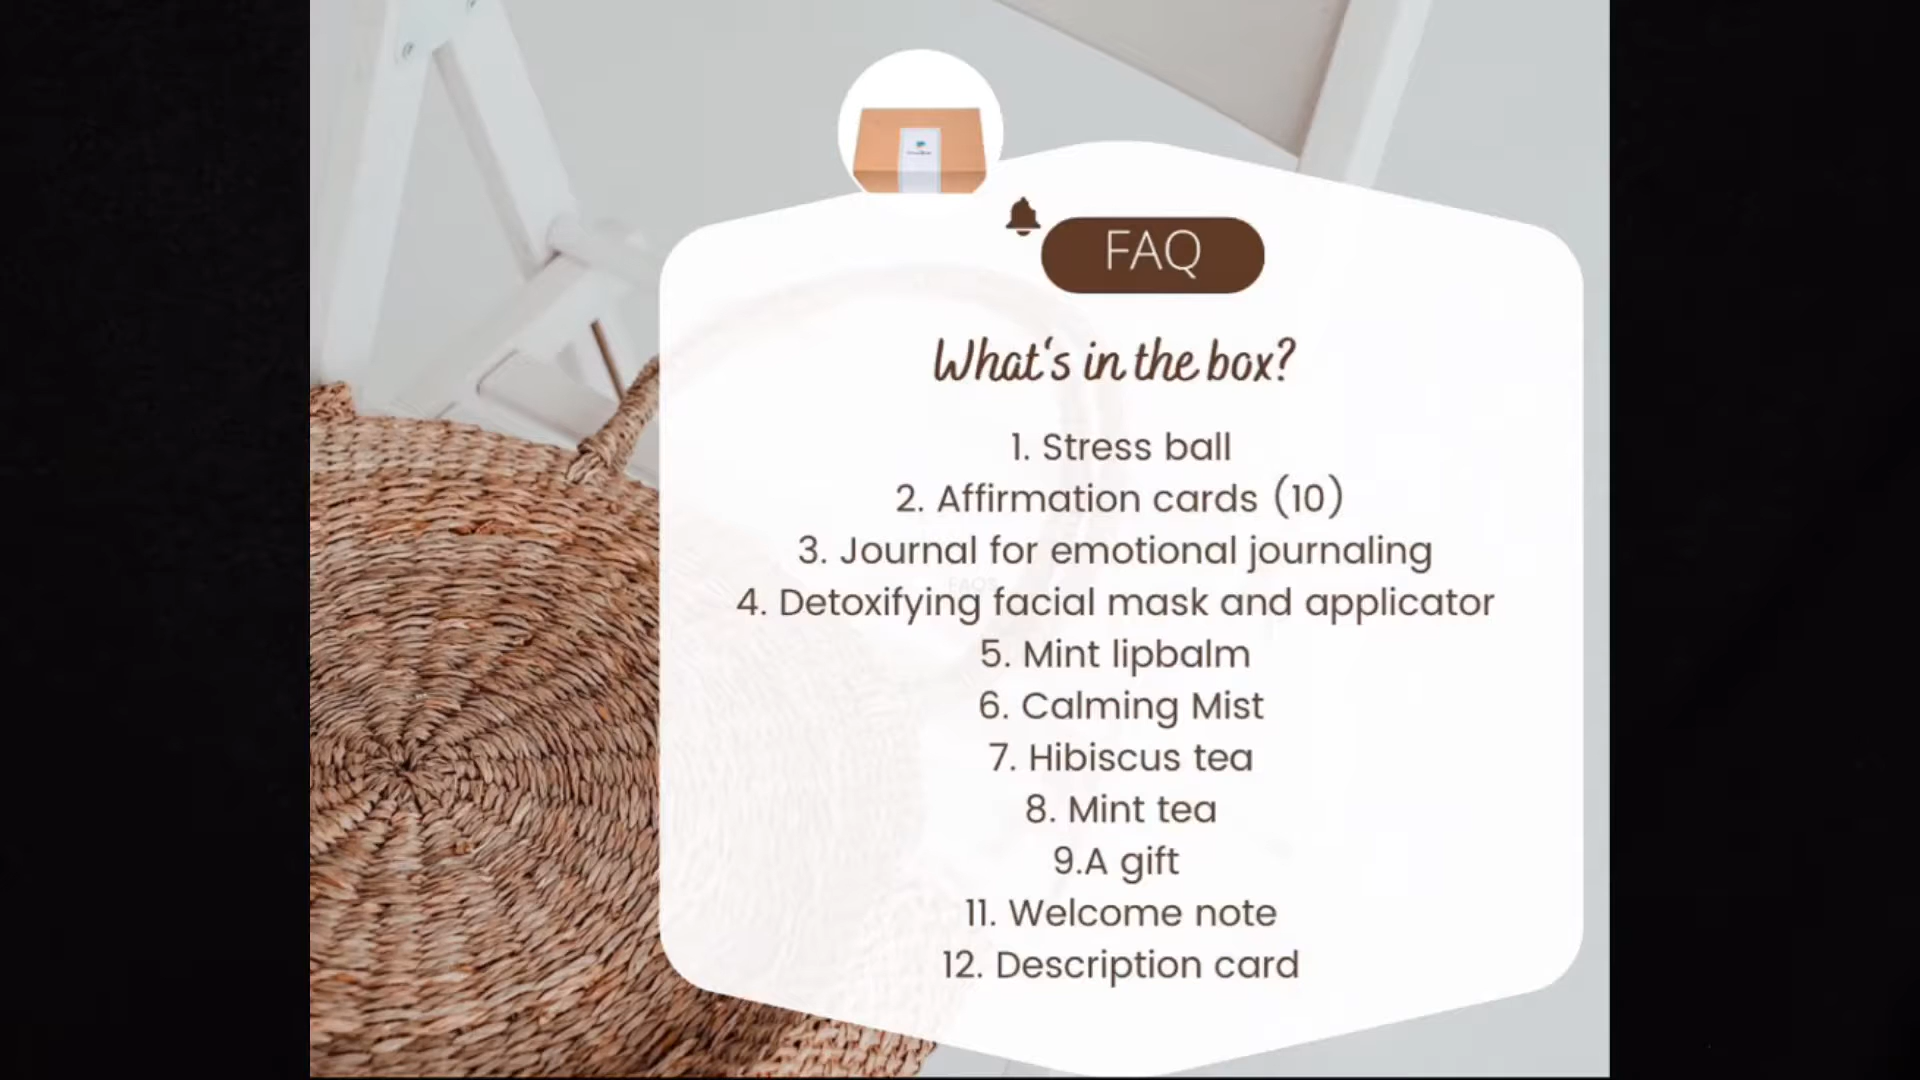 FAQ
What's in the box?
1. Stress ball
2. Affirmation cards (10)
3. Journal for emotional journaling
4. Detoxifying facial mask and applicator
5. Mint lipbalm
6. Calming Mist
7. Hibiscus tea
8. Mint tea
9.A gift
11. Welcome note
12. Description card
FAQS